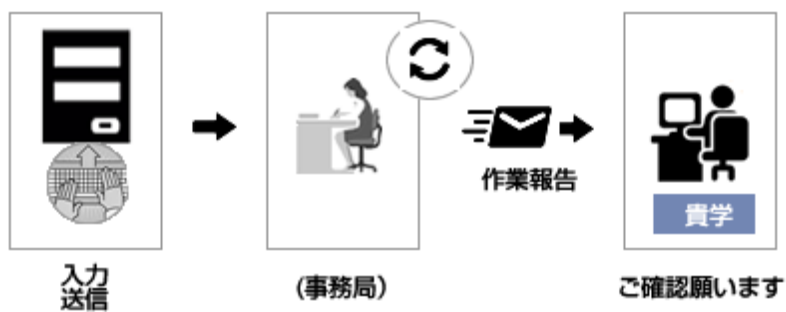 入力
送信
(事務局)
作業報告
貴学
ご確認願います